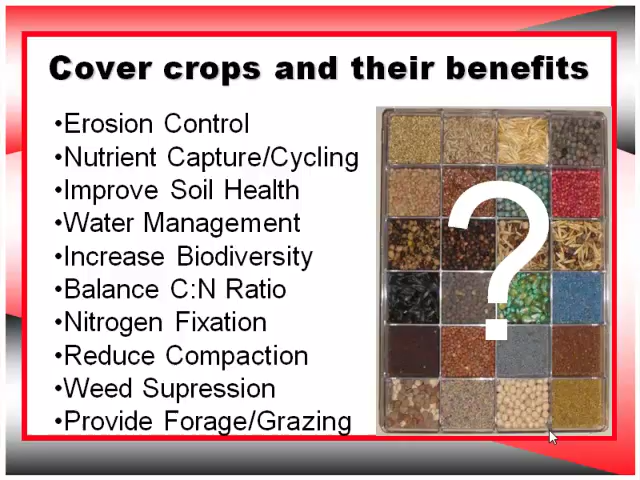 Cover crops and their benefits
•Erosion Control
•Nutrient Capture/Cycling
•Improve Soil Health
•Water Management
•Increase Biodiversity
•Balance C:N Ratio
•Nitrogen Fixation
•Reduce Compaction
•Weed Supression
•Provide Forage/Grazing
?